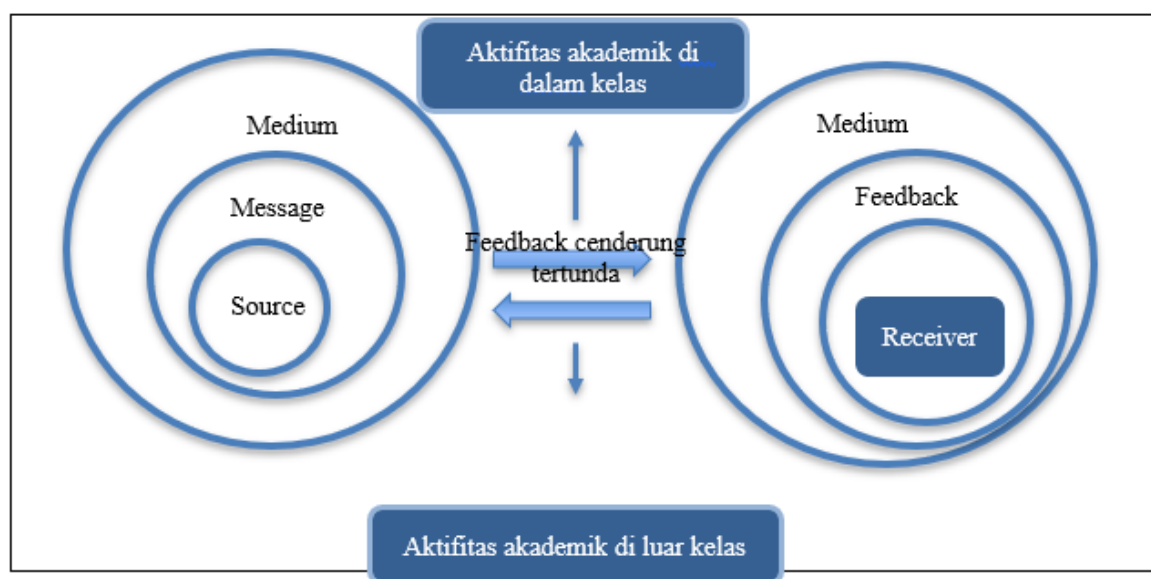 Aktifitas akademik di
dalam kelas
Medium
Message
Source
Feedback cenderung
tertunda
Medium
Feedback
Receiver
Aktifitas akademik di luar kelas